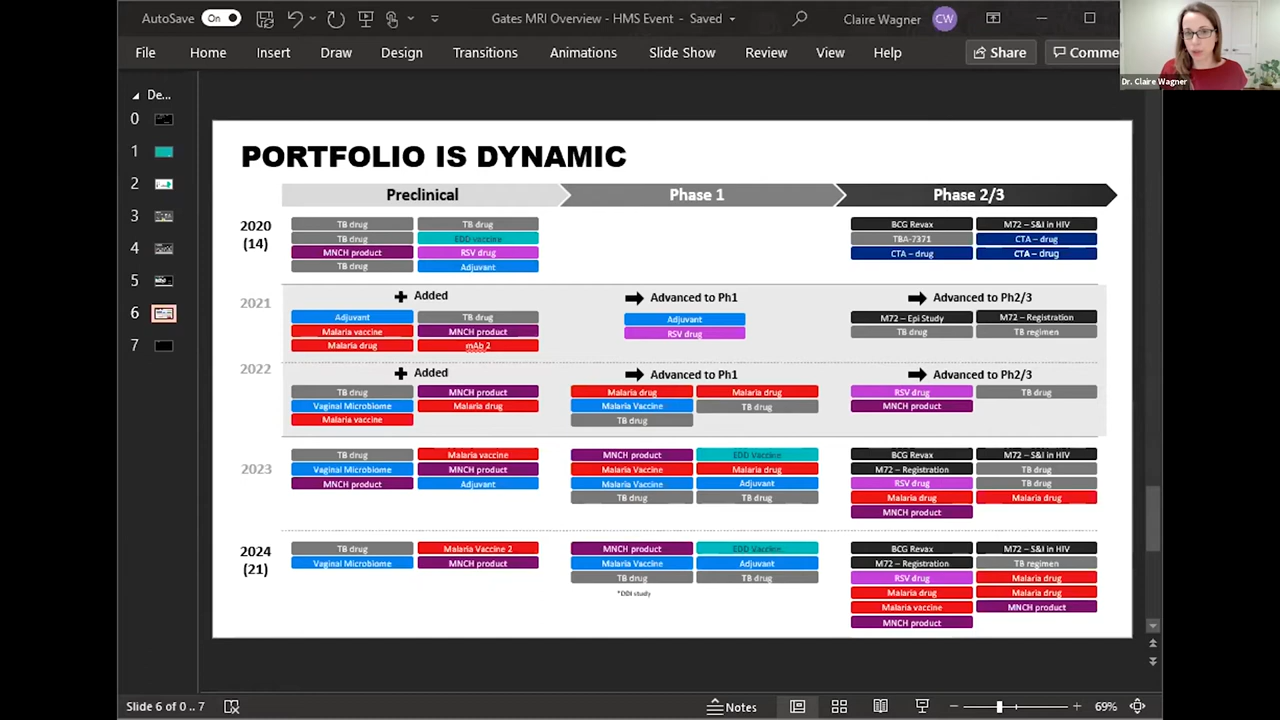 AutoSave On Gates MRI Overview - HMS Event - Saved Claire Wagner CW
File Home Insert Draw Design Transitions Animations Slide Show Review View Help Share Comme
Dr. Claire Wagner
De...
0
1
2
3
4
5
6
7
PORTFOLIO IS DYNAMIC
Preclinical Phase 1 Phase 2/3
2020
(14)
TB drug TB drug BCG Revax M72 – S&I in HIV
TB drug EDD vaccine TBA-7371 CTA – drug
MNCH product RSV drug CTA – drug CTA – drug
TB drug Adjuvant
2021
Added Advanced to Ph1 Advanced to Ph2/3
Adjuvant TB drug Adjuvant M72 – Epi Study M72 – Registration
Malaria vaccine MNCH product RSV drug TB drug TB regimen
Malaria drug mAb 2
2022
Added Advanced to Ph1 Advanced to Ph2/3
TB drug MNCH product Malaria drug Malaria drug RSV drug TB drug
Vaginal Microbiome Malaria drug Malaria Vaccine TB drug MNCH product
Malaria vaccine TB drug
2023
TB drug Malaria vaccine MNCH product EDD Vaccine BCG Revax M72 – S&I in HIV
Vaginal Microbiome MNCH product Malaria Vaccine Malaria drug M72 – Registration TB drug
MNCH product Adjuvant Malaria Vaccine Adjuvant RSV drug TB drug
TB drug TB drug Malaria drug Malaria drug
MNCH product
2024
(21)
TB drug Malaria Vaccine 2 MNCH product EDD Vaccine BCG Revax M72 – S&I in HIV
Vaginal Microbiome MNCH product Malaria Vaccine Adjuvant M72 – Registration TB regimen
TB drug TB drug RSV drug Malaria drug
*DDI study Malaria drug Malaria drug
Malaria vaccine MNCH product
MNCH product
Slide 6 of 0 .. 7 Notes 69%